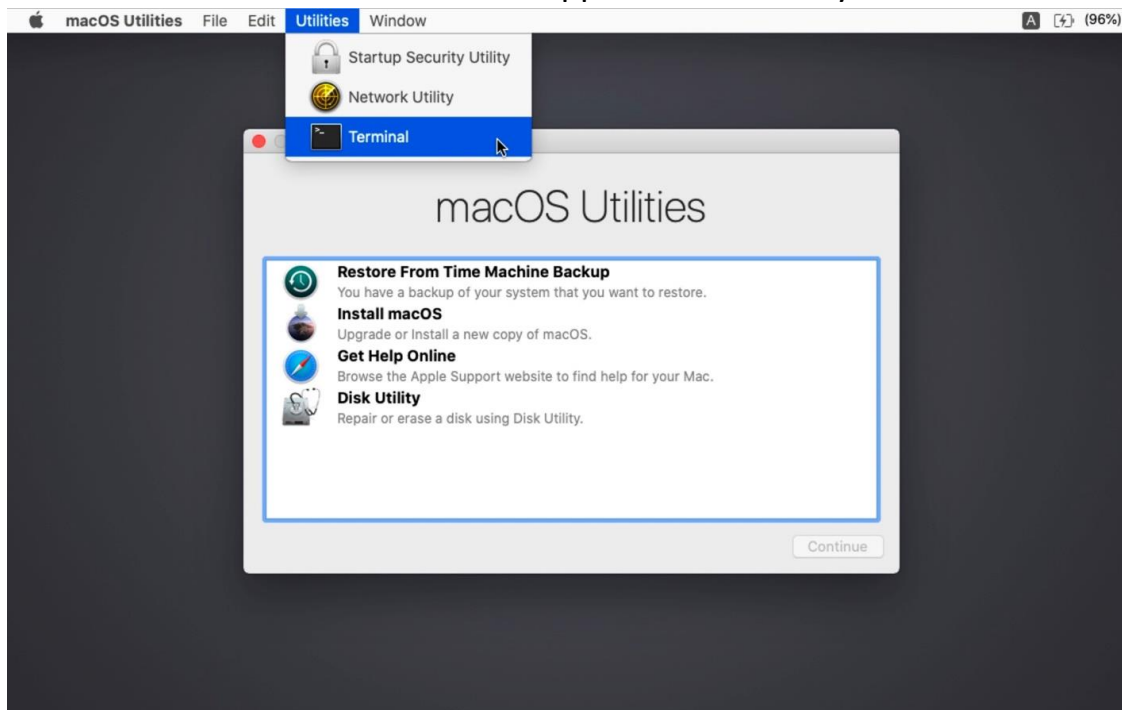 macOS Utilities File Edit Utilities Window A (96%)
Startup Security Utility
Network Utility
Terminal
macOS Utilities
Restore From Time Machine Backup
You have a backup of your system that you want to restore.
Install macOS
Upgrade or Install a new copy of macOS.
Get Help Online
Browse the Apple Support website to find help for your Mac.
Disk Utility
Repair or erase a disk using Disk Utility.
Continue